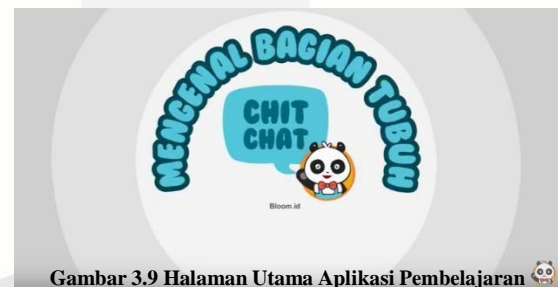 MENGENAL BAGIAN TUBUH
CHIT
CHAT
Bloom.id
Gambar 3.9 Halaman Utama Aplikasi Pembelajaran